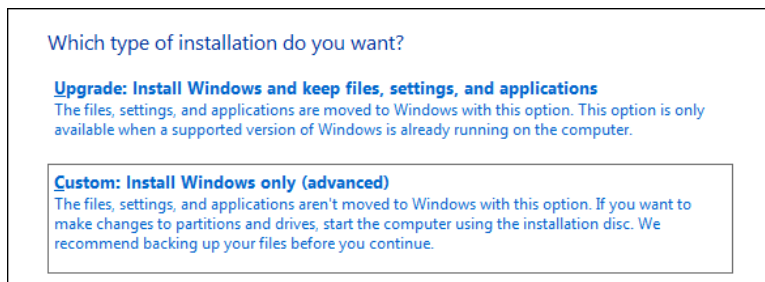 Which type of installation do you want?
Upgrade: Install Windows and keep files, settings, and applications
The files, settings, and applications are moved to Windows with this option. This option is only
available when a supported version of Windows is already running on the computer.
Custom: Install Windows only (advanced)
The files, settings, and applications aren't moved to Windows with this option. If you want to
make changes to partitions and drives, start the computer using the installation disc. We
recommend backing up your files before you continue.